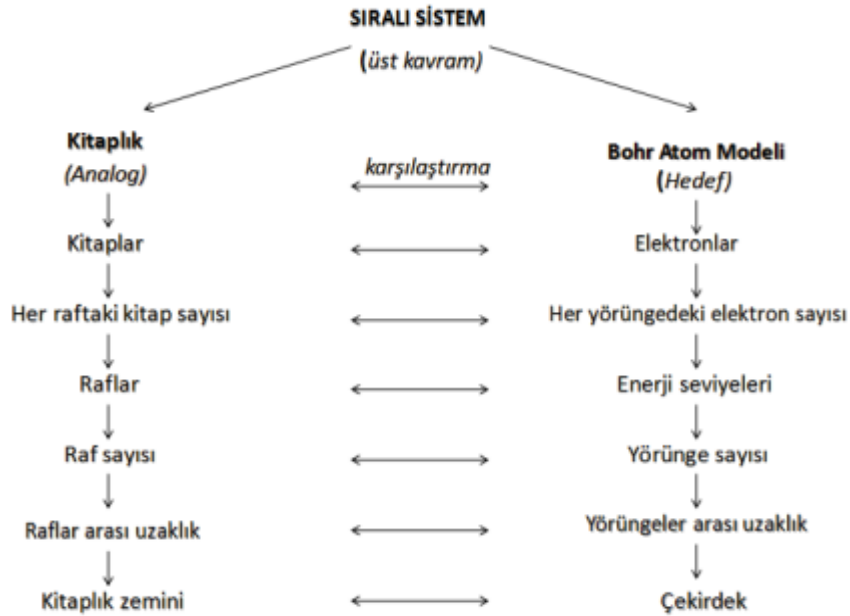 SIRALI SİSTEM
(üst kavram)
Kitaplık
(Analog)
karşılaştırma
Bohr Atom Modeli
(Hedef)
Kitaplar
Elektronlar
Her raftaki kitap sayısı
Her yörüngedeki elektron sayısı
Raflar
Enerji seviyeleri
Raf sayısı
Yörünge sayısı
Raflar arası uzaklık
Yörüngeler arası uzaklık
Kitaplık zemini
Çekirdek